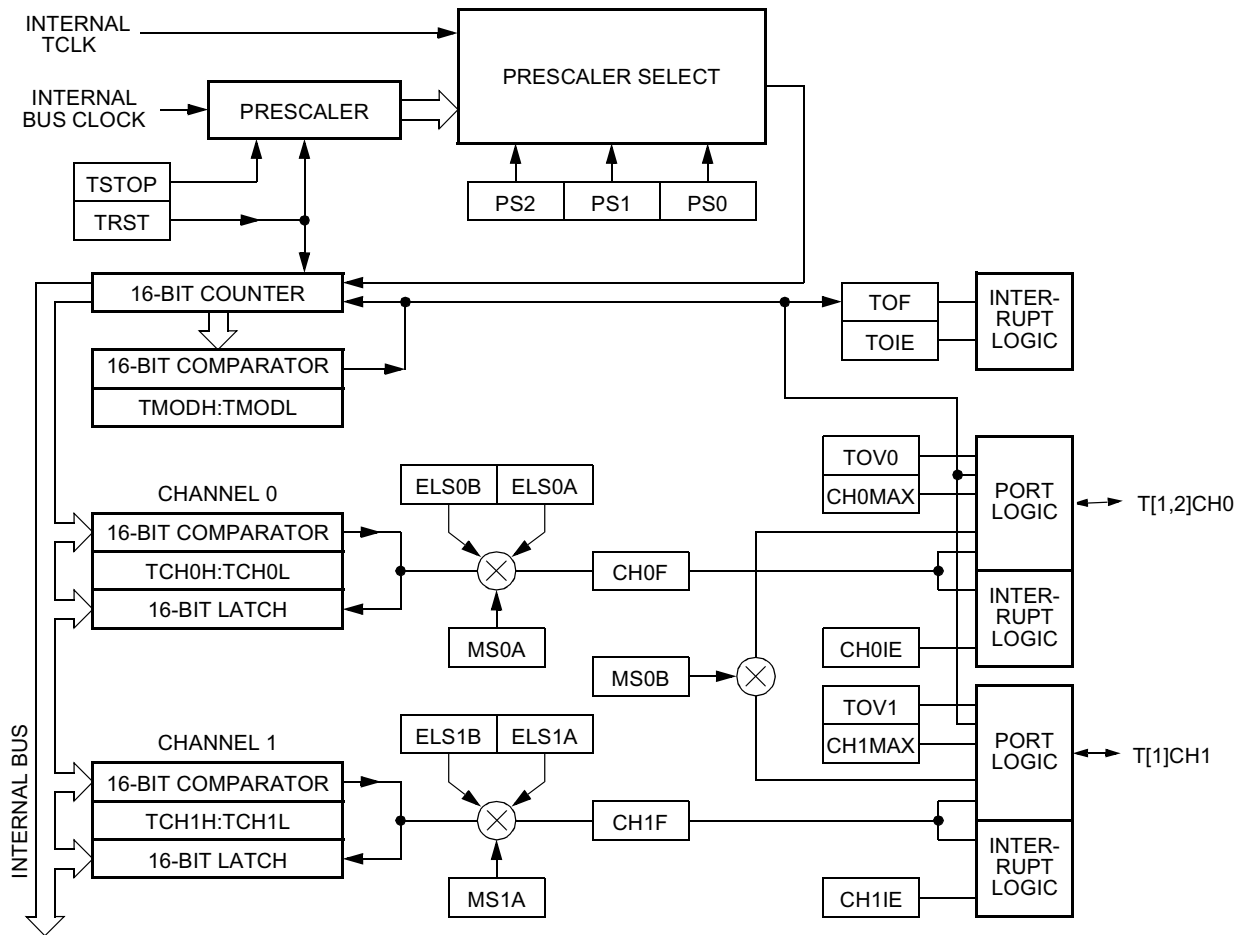 INTERNAL
TCLK
PRESCALER SELECT
INTERNAL
BUS CLOCK
PRESCALER
TSTOP
TRST
PS2
PS1
PS0
16-BIT COUNTER
TOF
TOIE
INTER-
RUPT
LOGIC
16-BIT COMPARATOR
TMODH:TMODL
CHANNEL 0
ELS0B
ELS0A
TOV0
CH0MAX
PORT
LOGIC
T[1,2]CH0
16-BIT COMPARATOR
TCH0H:TCH0L
16-BIT LATCH
CH0F
MS0A
INTER-
RUPT
LOGIC
CH0IE
MS0B
CHANNEL 1
ELS1B
ELS1A
TOV1
CH1MAX
PORT
LOGIC
T[1]CH1
16-BIT COMPARATOR
TCH1H:TCH1L
16-BIT LATCH
CH1F
MS1A
INTER-
RUPT
LOGIC
CH1IE
INTERNAL BUS